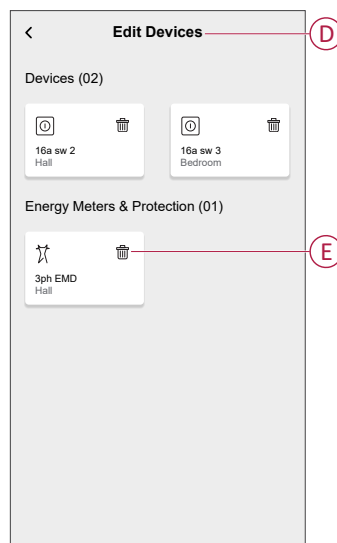 Edit Devices
D
Devices (02)
16a sw 2
Hall
16a sw 3
Bedroom
Energy Meters & Protection (01)
E
3ph EMD
Hall